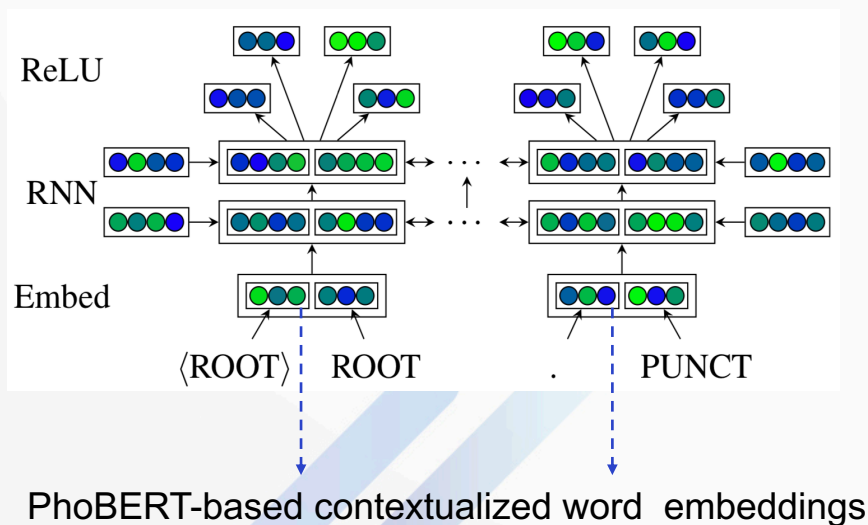 ReLU
RNN
. . .
. . .
Embed
⟨ROOT⟩ ROOT . PUNCT
PhoBERT-based contextualized word embeddings